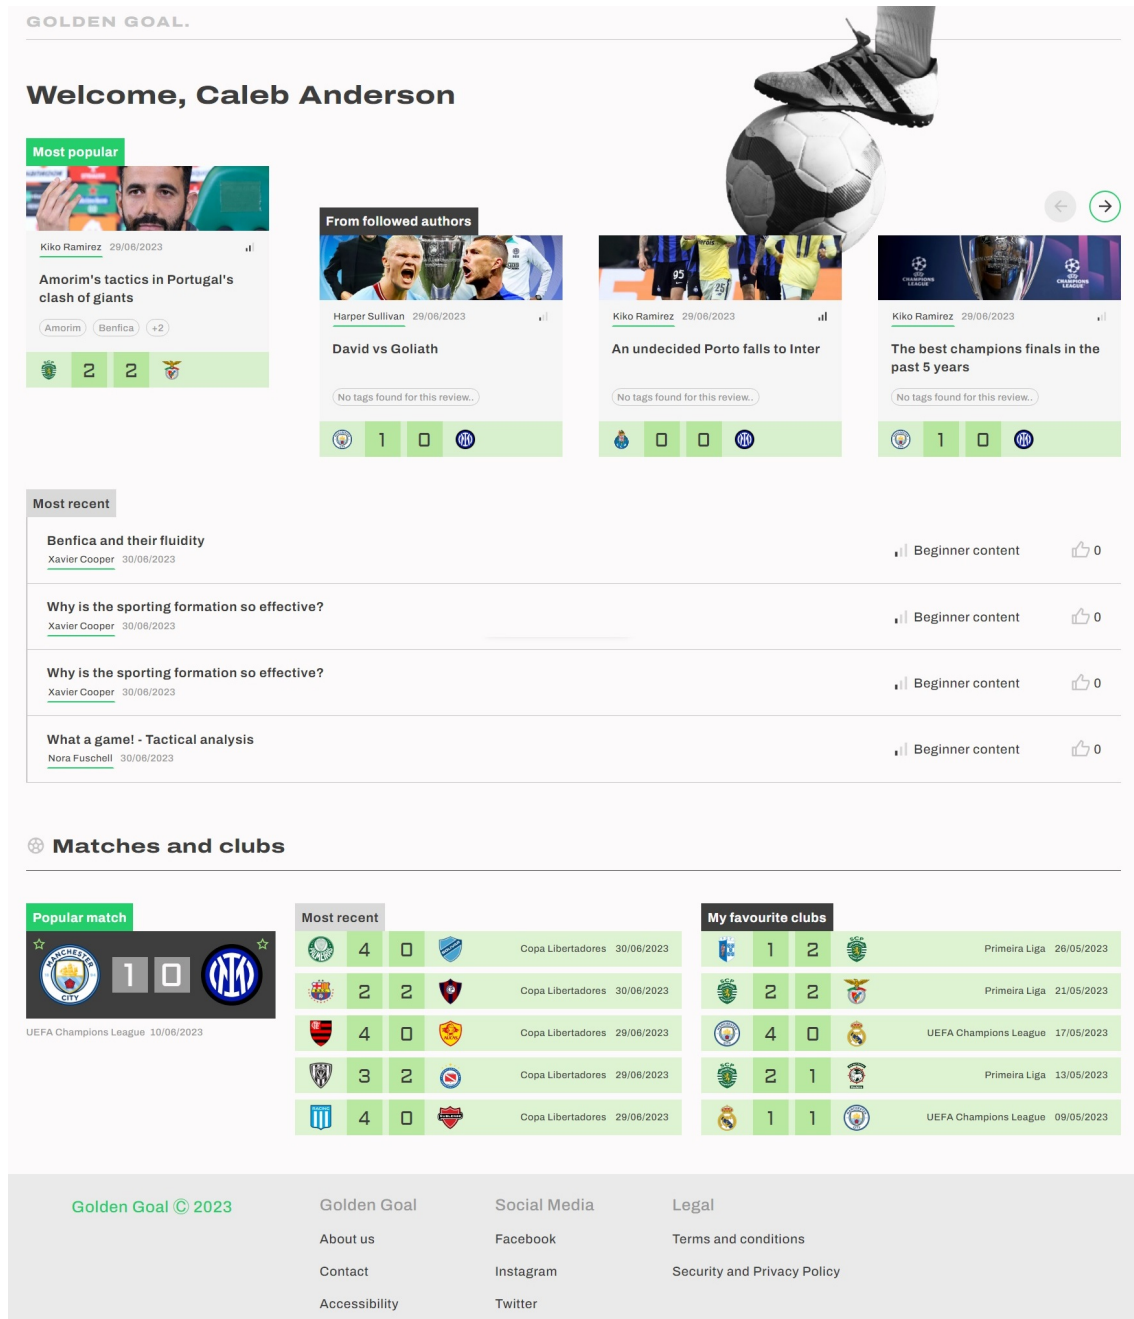 GOLDEN GOAL.
Welcome, Caleb Anderson
Most popular
Kiko Ramirez 29/06/2023
Amorim's tactics in Portugal's
clash of giants
Amorim Benfica +2
2 2
From followed authors
Harper Sullivan 29/06/2023
David vs Goliath
No tags found for this review..
1 0
95
25
Kiko Ramirez 29/06/2023
An undecided Porto falls to Inter
No tags found for this review..
0 0
CHAMPIONS
LEAGUE
CHAMPIONS
LEAGUE
Kiko Ramirez 29/06/2023
The best champions finals in the
past 5 years
No tags found for this review..
1 0
Most recent
Benfica and their fluidity
Xavier Cooper 30/06/2023
Beginner content 0
Why is the sporting formation so effective?
Xavier Cooper 30/06/2023
Beginner content 0
Why is the sporting formation so effective?
Xavier Cooper 30/06/2023
Beginner content 0
What a game! - Tactical analysis
Nora Fuschell 30/06/2023
Beginner content 0
Matches and clubs
Popular match
MANCHESTER
CITY
1 0
UEFA Champions League 10/06/2023
Most recent
4 0 Copa Libertadores 30/06/2023
2 2 Copa Libertadores 30/06/2023
4 0 Copa Libertadores 29/06/2023
3 2 Copa Libertadores 29/06/2023
4 0 Copa Libertadores 29/06/2023
My favourite clubs
1 2 Primeira Liga 26/05/2023
2 2 Primeira Liga 21/05/2023
4 0 UEFA Champions League 17/05/2023
2 1 Primeira Liga 13/05/2023
1 1 UEFA Champions League 09/05/2023
Golden Goal © 2023
Golden Goal
About us
Contact
Accessibility
Social Media
Facebook
Instagram
Twitter
Legal
Terms and conditions
Security and Privacy Policy